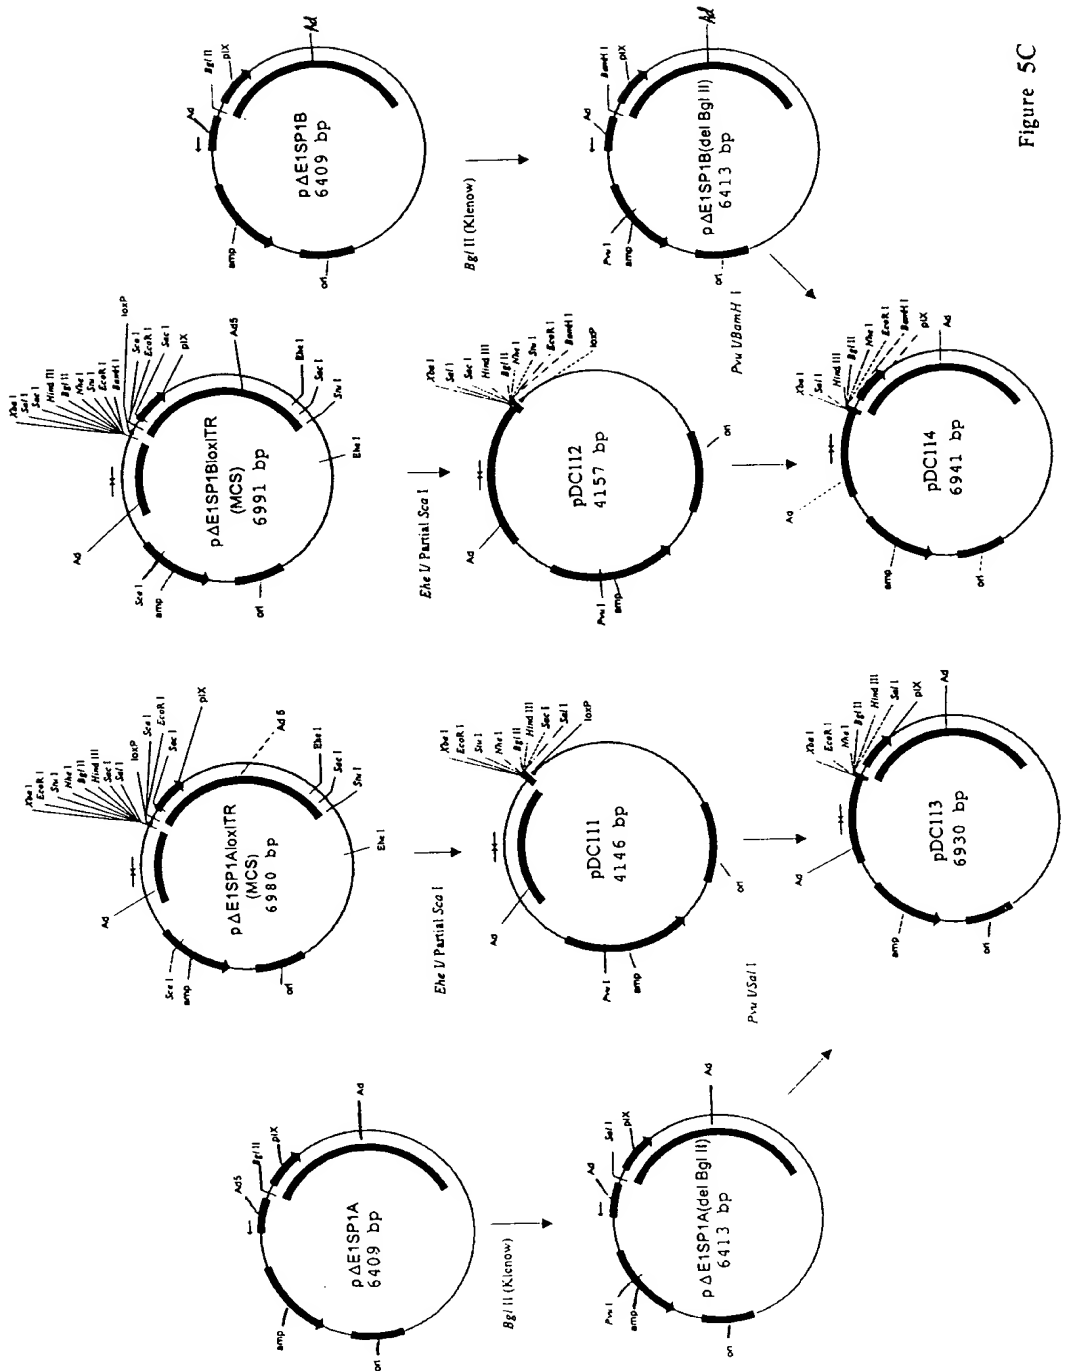 Ad5
Bgl II
pIX
Ad
amp
ori
pΔE1SP1A
6409 bp
Bgl II (Klenow)
Ad
Sal I
pIX
Ad
Pvu I
amp
ori
pΔE1SP1A(del Bgl II)
6413 bp
Xba I
EcoR I
Stu I
Nhe I
Bgl II
Hind III
Sac I
Sal I
loxP
Sca I
EcoR I
Sac I
pIX
Ad 5
Ehe I
Sac I
Stu I
Ehe I
Ad
Sca I
amp
ori
pΔE1SP1AloxITR
(MCS)
6980 bp
Ehe I/ Partial Sca I
Xba I
EcoR I
Stu I
Nhe I
Bgl II
Hind III
Sac I
Sal I
loxP
Ad
Pvu I
amp
ori
pDC111
4146 bp
Pvu I/Sal I
Xba I
EcoR I
Nhe I
Bgl II
Hind III
Sal I
pIX
Ad
Ad
amp
ori
pDC113
6930 bp
Xba I
Sal I
Sac I
Hind III
Bgl II
Nhe I
Stu I
EcoR I
BamH I
loxP
Sca I
EcoR I
Sac I
pIX
Ad5
Ehe I
Sac I
Stu I
Ehe I
Ad
Sca I
amp
ori
pΔE1SP1BloxITR
(MCS)
6991 bp
Ehe I/ Partial Sca I
Xba I
Sal I
Sac I
Hind III
Bgl II
Nhe I
Stu I
EcoR I
BamH I
loxP
Ad
Pvu I
amp
ori
pDC112
4157 bp
Pvu I/BamH I
Xba I
Sal I
Hind III
Bgl II
Nhe I
EcoR I
BamH I
pIX
Ad
Ad
amp
ori
pDC114
6941 bp
Ad
Bgl II
pIX
Ad
amp
ori
pΔE1SP1B
6409 bp
Bgl II (Klenow)
Ad
BamH I
pIX
Ad
Pvu I
amp
ori
pΔE1SP1B(del Bgl II)
6413 bp
Figure 5C